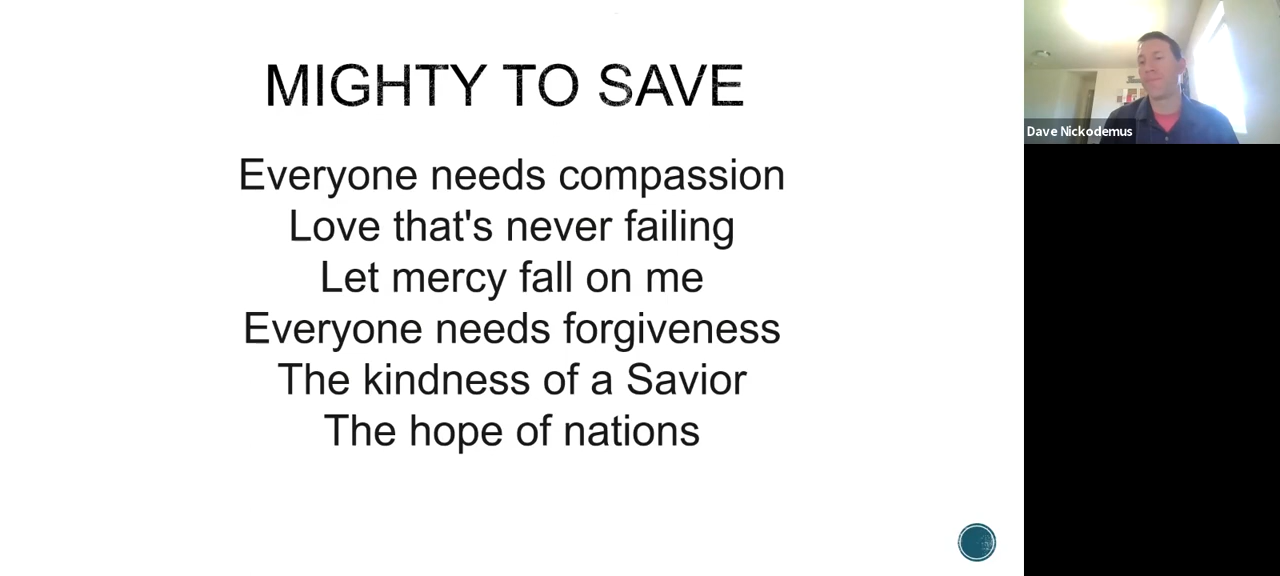 MIGHTY TO SAVE
Everyone needs compassion
Love that's never failing
Let mercy fall on me
Everyone needs forgiveness
The kindness of a Savior
The hope of nations
Dave Nickodemus